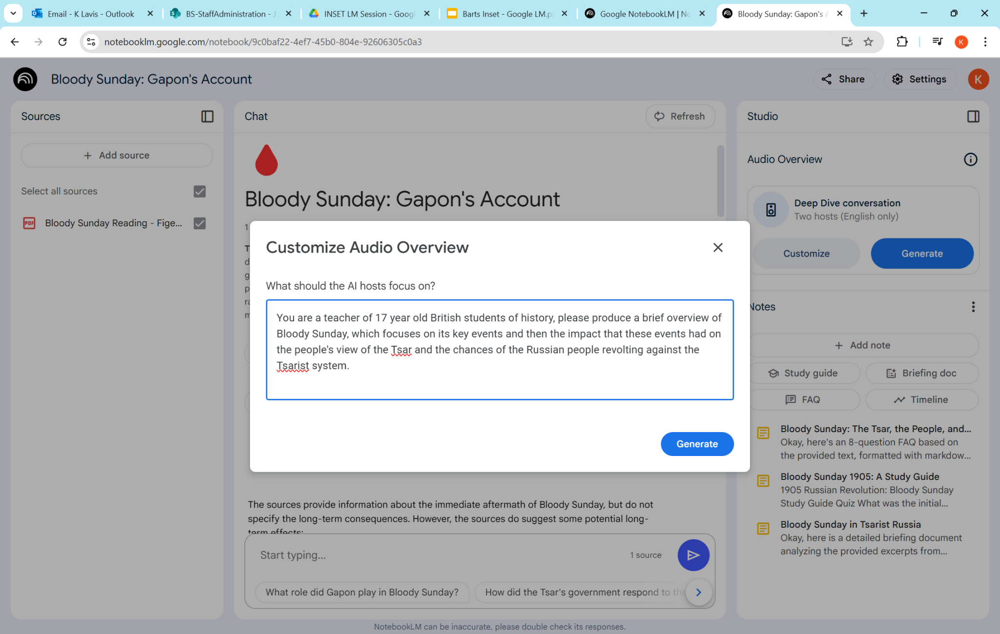 Email - K Lavis - Outlook
BS-StaffAdministration -
INSET LM Session - Goog
Barts Inset - Google LM.p
Google NotebookLM | No
Bloody Sunday: Gapon's
notebooklm.google.com/notebook/9c0baf22-4ef7-45b0-804e-92606305c0a3
K
Bloody Sunday: Gapon's Account
Share
Settings
K
Sources
Add source
Select all sources
PDF
Bloody Sunday Reading - Fige...
Chat
Refresh
Bloody Sunday: Gapon's Account
1
T
d
g
p
ra
m
Customize Audio Overview
What should the AI hosts focus on?
You are a teacher of 17 year old British students of history, please produce a brief overview of
Bloody Sunday, which focuses on its key events and then the impact that these events had on
the people's view of the Tsar and the chances of the Russian people revolting against the
Tsarist system.
Generate
The sources provide information about the immediate aftermath of Bloody Sunday, but do not
specify the long-term consequences. However, the sources do suggest some potential long-
term effects:
Start typing...
1 source
What role did Gapon play in Bloody Sunday?
How did the Tsar's government respond to the
NotebookLM can be inaccurate, please double check its responses.
Studio
Audio Overview
Deep Dive conversation
Two hosts (English only)
Customize
Generate
Notes
Add note
Study guide
Briefing doc
FAQ
Timeline
Bloody Sunday: The Tsar, the People, and...
Okay, here's an 8-question FAQ based on
the provided text, formatted with markdow...
Bloody Sunday 1905: A Study Guide
1905 Russian Revolution: Bloody Sunday
Study Guide Quiz What was the initial...
Bloody Sunday in Tsarist Russia
Okay, here is a detailed briefing document
analyzing the provided excerpts from...